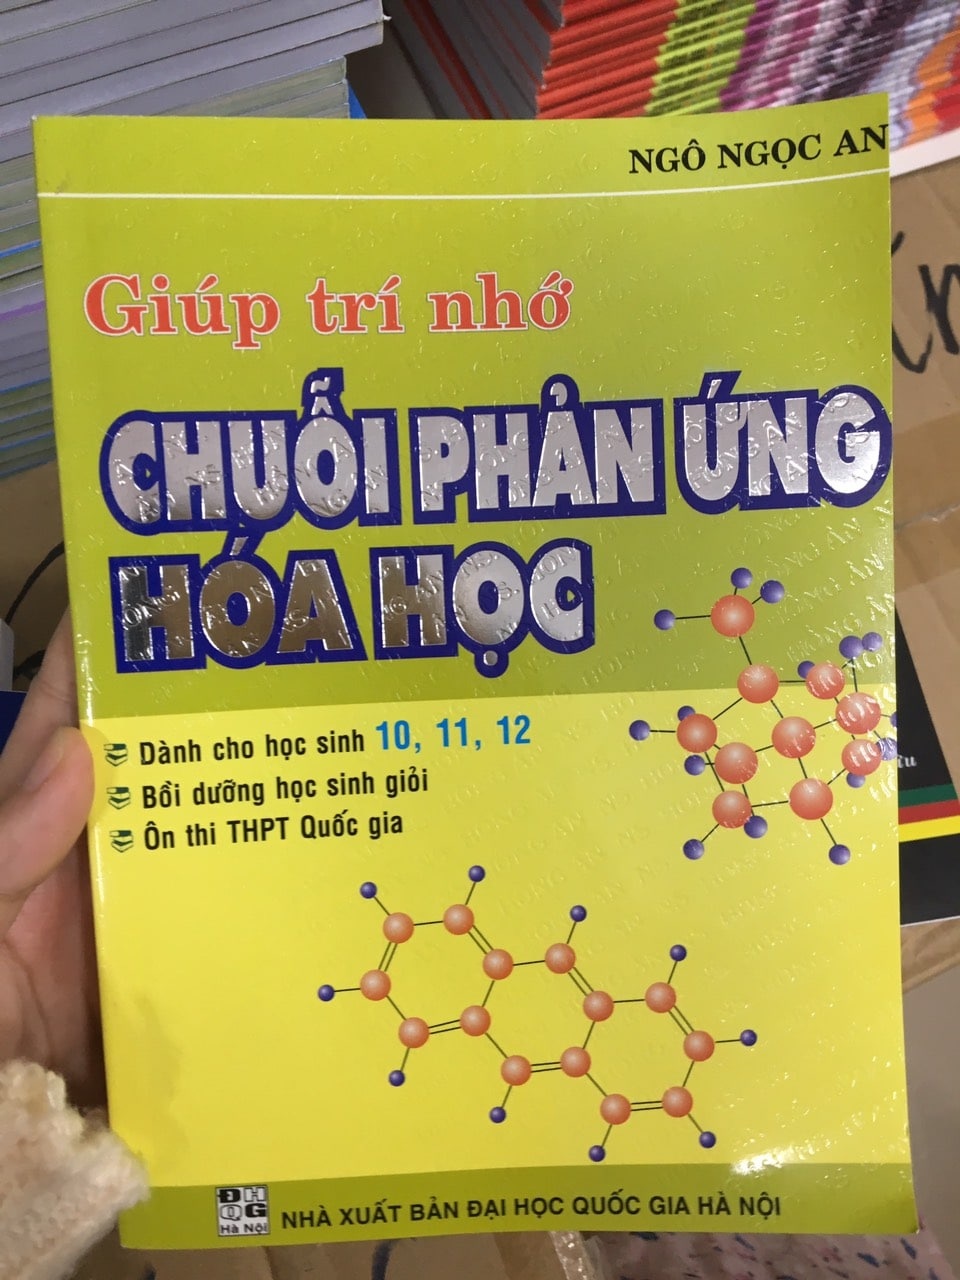 NGÔ NGỌC AN
Giúp trí nhớ
CHUỖI PHẢN ỨNG
HÓA HỌC
Dành cho học sinh 10, 11, 12
Bồi dưỡng học sinh giỏi
Ôn thi THPT Quốc gia
ĐH
QG
Hà Nội
NHÀ XUẤT BẢN ĐẠI HỌC QUỐC GIA HÀ NỘI